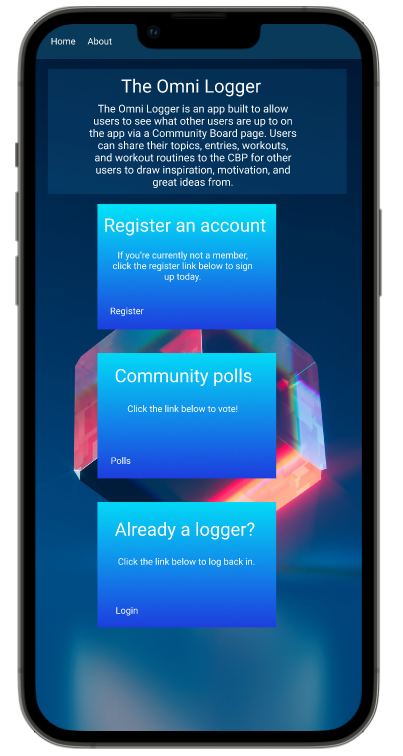 Home About
The Omni Logger
The Omni Logger is an app built to allow
users to see what other users are up to on
the app via a Community Board page. Users
can share their topics, entries, workouts,
and workout routines to the CBP for other
users to draw inspiration, motivation, and
great ideas from.
Register an account
If you're currently not a member,
click the register link below to sign
up today.
Register
Community polls
Click the link below to vote!
Polls
Already a logger?
Click the link below to log back in.
Login